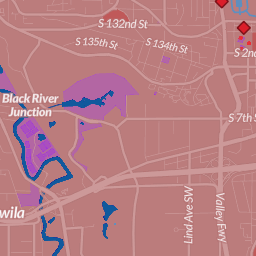 S 132nd St
S 135th St
S 134th St
S 2nd
Black River
Junction
S 7th S
wila
Lind Ave SW
Valley Fwy